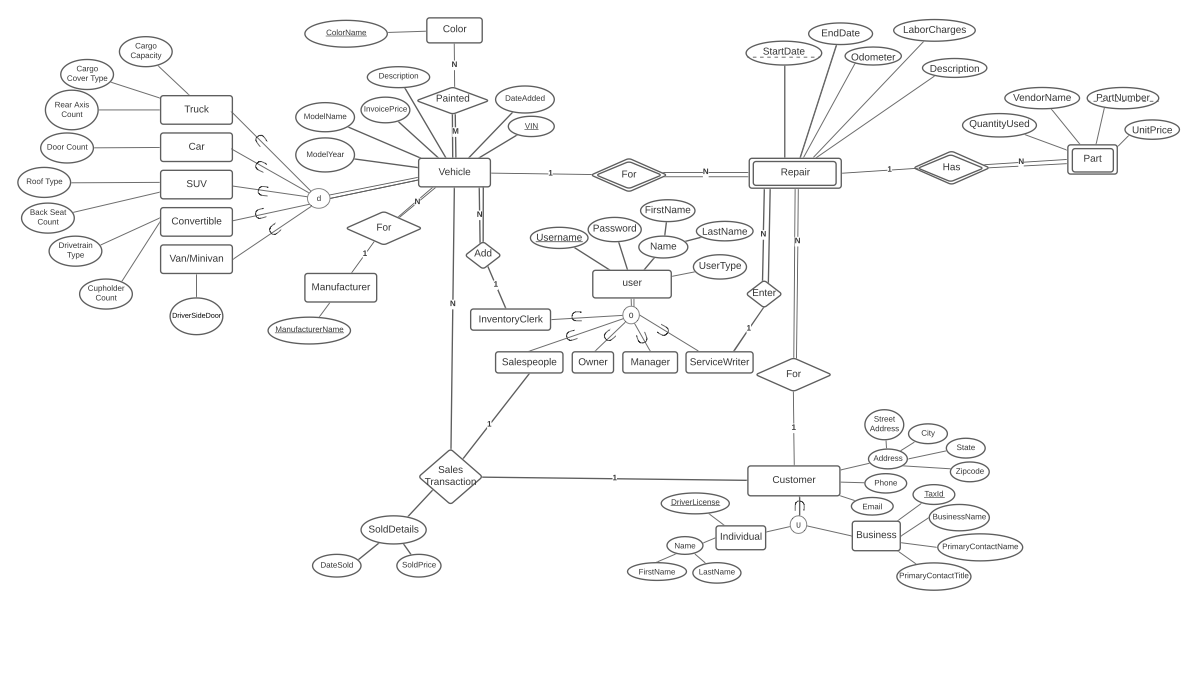 Color
ColorName
N
Painted
M
Cargo
Capacity
Cargo
Cover Type
Rear Axis
Count
Door Count
Roof Type
Back Seat
Count
Drivetrain
Type
Cupholder
Count
Truck
Car
SUV
Convertible
Van/Minivan
DriverSideDoor
d
Description
InvoicePrice
ModelName
ModelYear
DateAdded
VIN
Vehicle
N
For
1
Manufacturer
ManufacturerName
N
Add
1
InventoryClerk
1
For
N
StartDate
EndDate
Odometer
LaborCharges
Description
Repair
1
Has
N
VendorName
PartNumber
QuantityUsed
UnitPrice
Part
FirstName
LastName
Name
Password
Username
UserType
user
o
Salespeople
Owner
Manager
ServiceWriter
N
Enter
1
N
For
1
N
1
Sales
Transaction
1
SoldDetails
DateSold
SoldPrice
Customer
Street
Address
City
State
Zipcode
Address
Phone
Email
U
DriverLicense
Individual
Name
FirstName
LastName
Business
TaxId
BusinessName
PrimaryContactName
PrimaryContactTitle